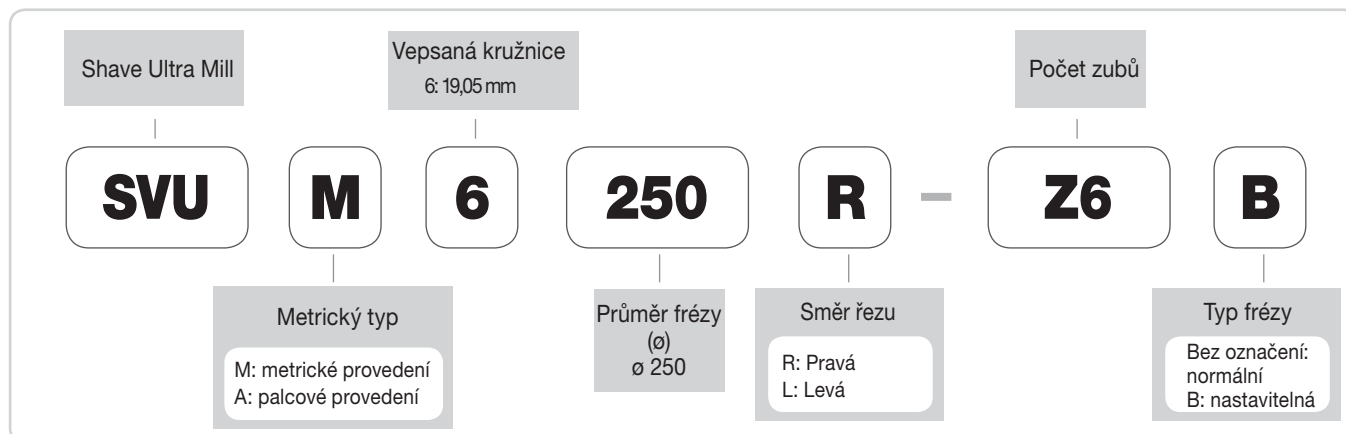 Shave Ultra Mill
Vepsaná kružnice
6: 19,05 mm
Počet zubů
SVU M 6 250 R - Z6 B
Metrický typ
M: metrické provedení
A: palcové provedení
Průměr frézy
(ø)
ø 250
Směr řezu
R: Pravá
L: Levá
Typ frézy
Bez označení:
normální
B: nastavitelná